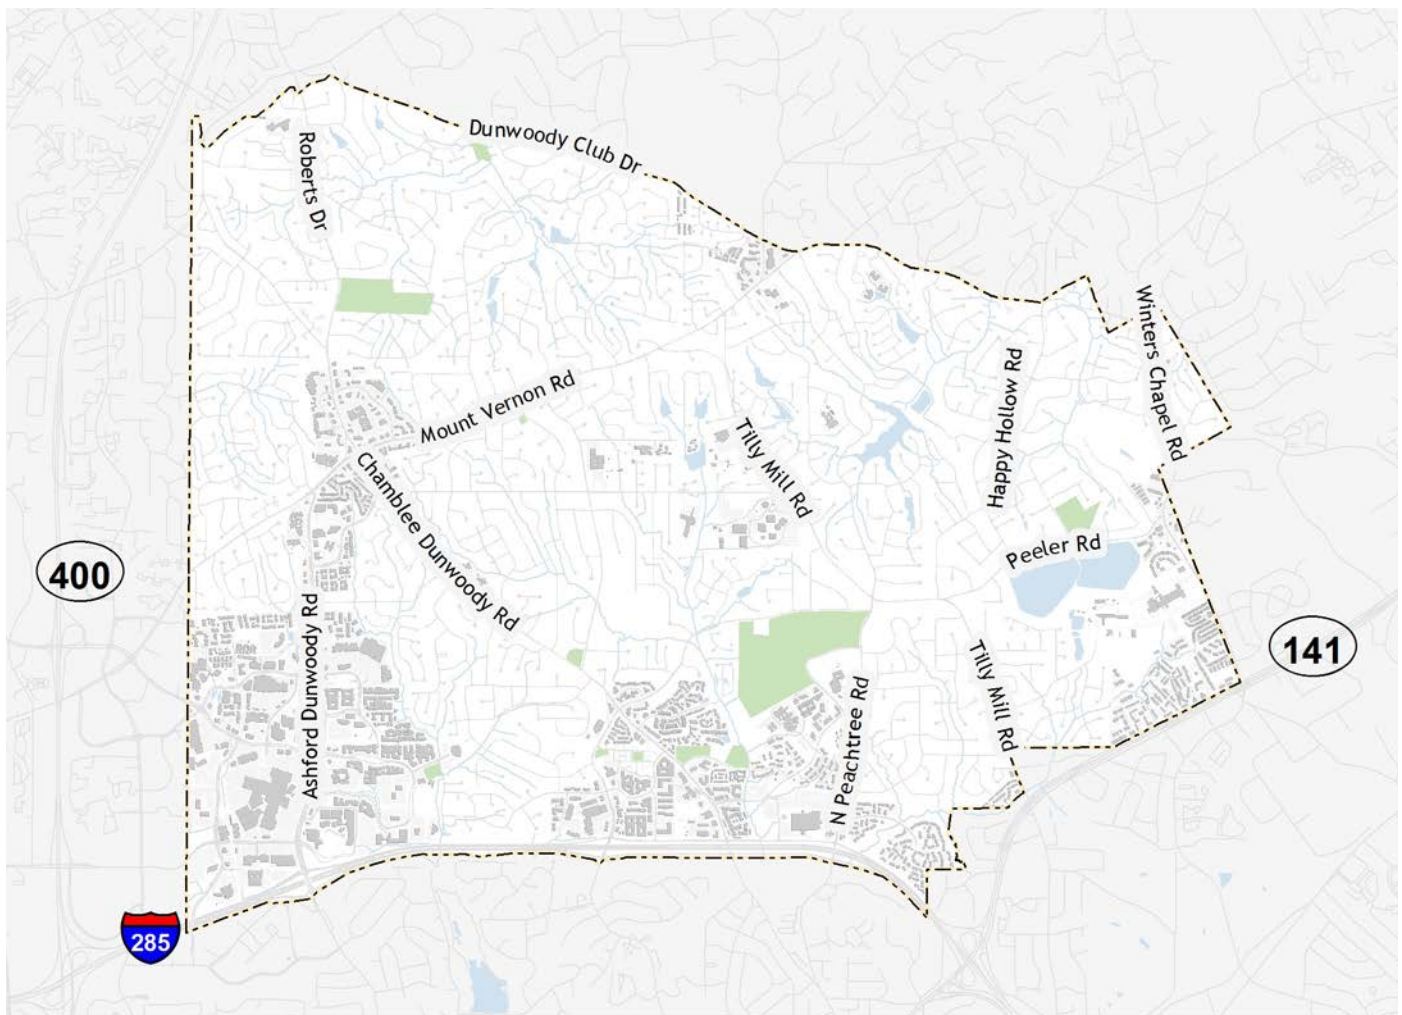 Dunwoody Club Dr
Roberts Dr
Winters Chapel Rd
Happy Hollow Rd
Mount Vernon Rd
Tilly Mill Rd
Chamblee Dunwoody Rd
Peeler Rd
400
Ashford Dunwoody Rd
141
Tilly Mill Rd
N Peachtree Rd
285